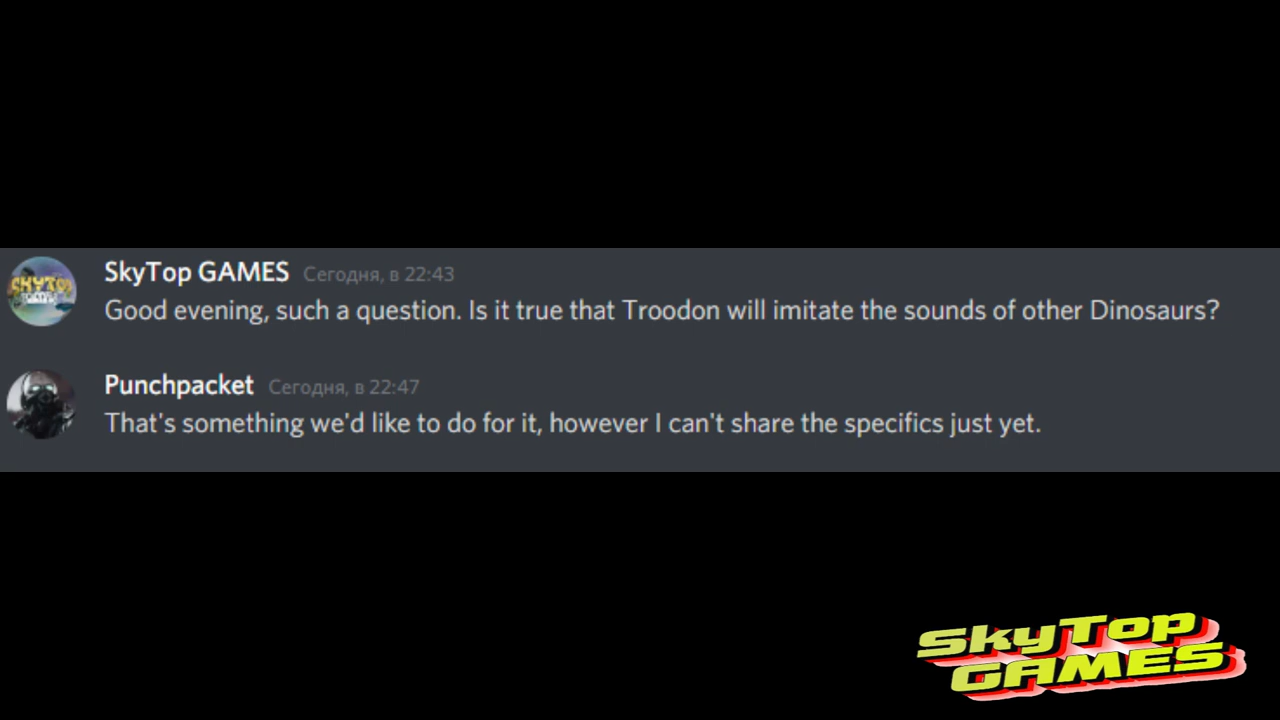 SkyTop GAMES Сегодня, в 22:43
Good evening, such a question. Is it true that Troodon will imitate the sounds of other Dinosaurs?
Punchpacket Сегодня, в 22:47
That's something we'd like to do for it, however I can't share the specifics just yet.
SkyTop
GAMES